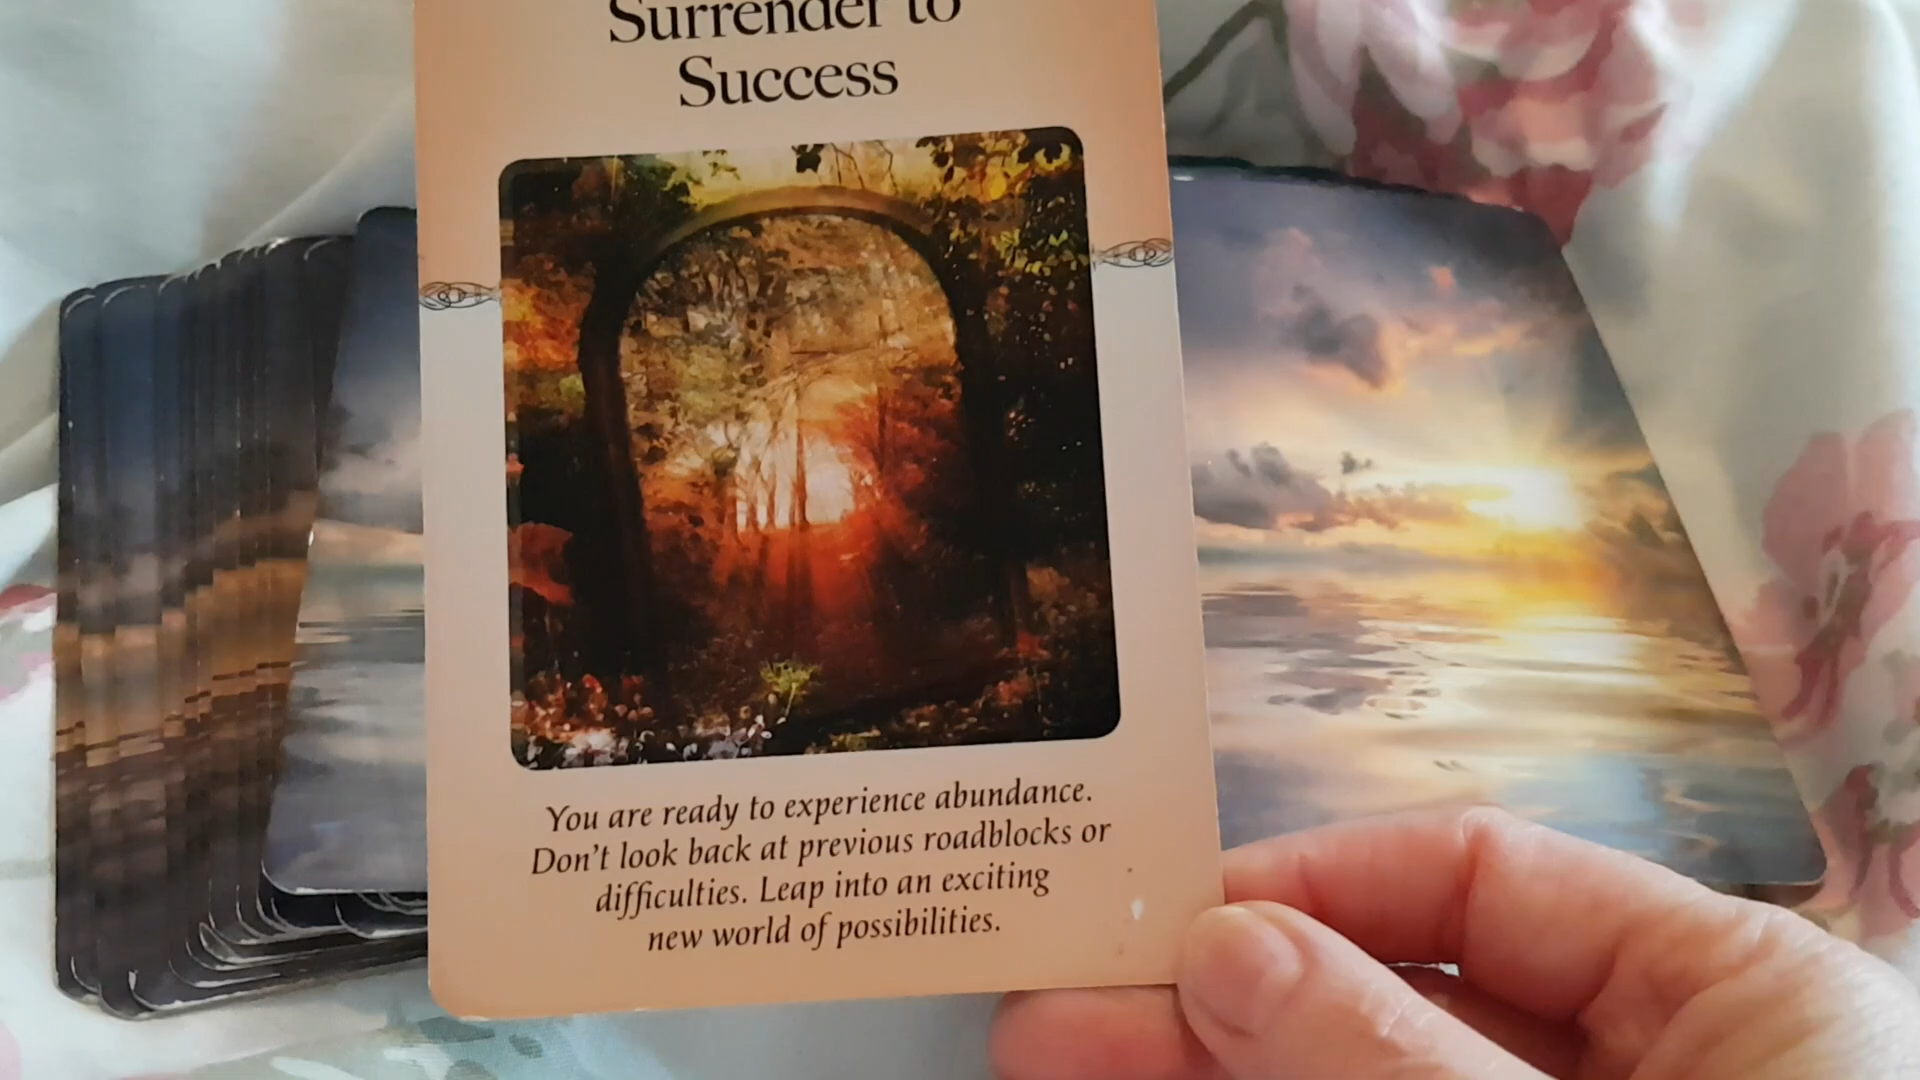 Surrender to
Success
You are ready to experience abundance.
Don't look back at previous roadblocks or
difficulties. Leap into an exciting
new world of possibilities.